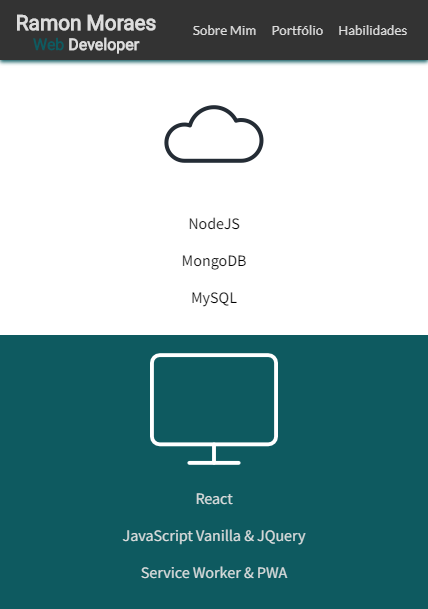 Ramon Moraes
Web Developer
Sobre Mim Portfólio Habilidades
NodeJS
MongoDB
MySQL
React
JavaScript Vanilla & JQuery
Service Worker & PWA